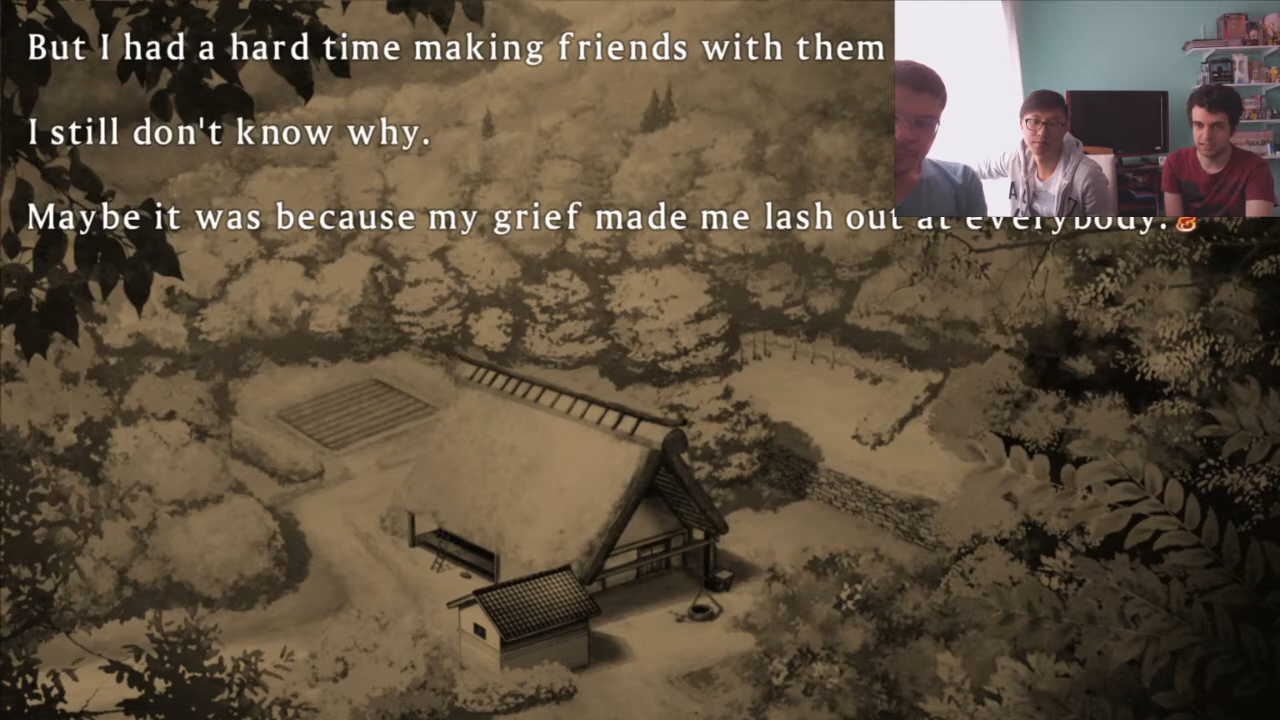 But I had a hard time making friends with them
I still don't know why.
Maybe it was because my grief made me lash out at everybody.